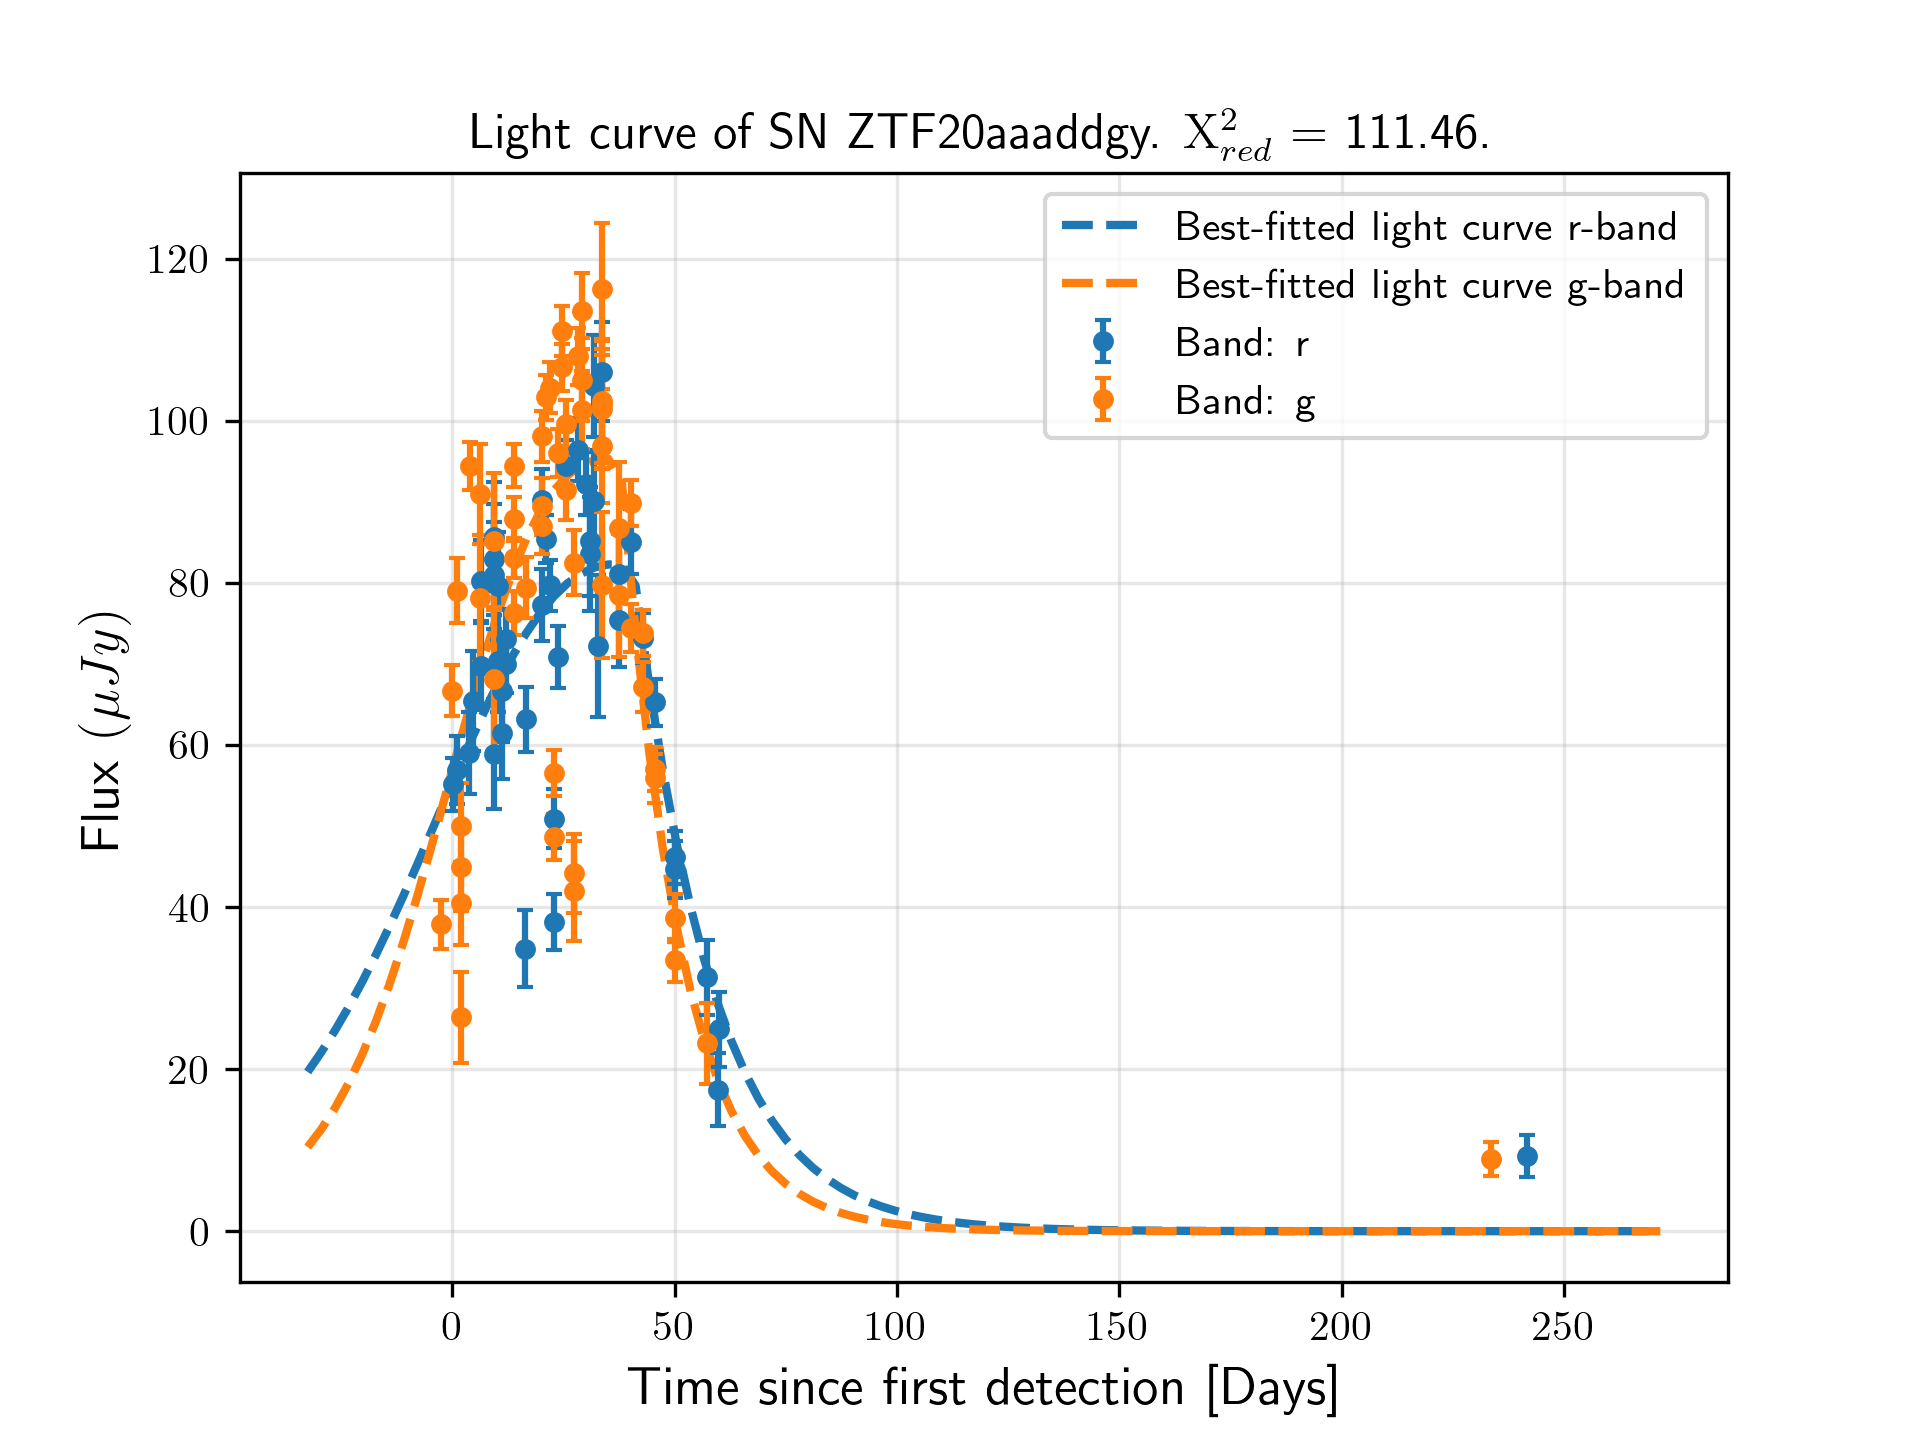 Light curve of SN ZTF20aaaddgy. X²_red = 111.46.
Best-fitted light curve r-band
Best-fitted light curve g-band
Band: r
Band: g
Flux (μJy)
120
100
80
60
40
20
0
0 50 100 150 200 250
Time since first detection [Days]